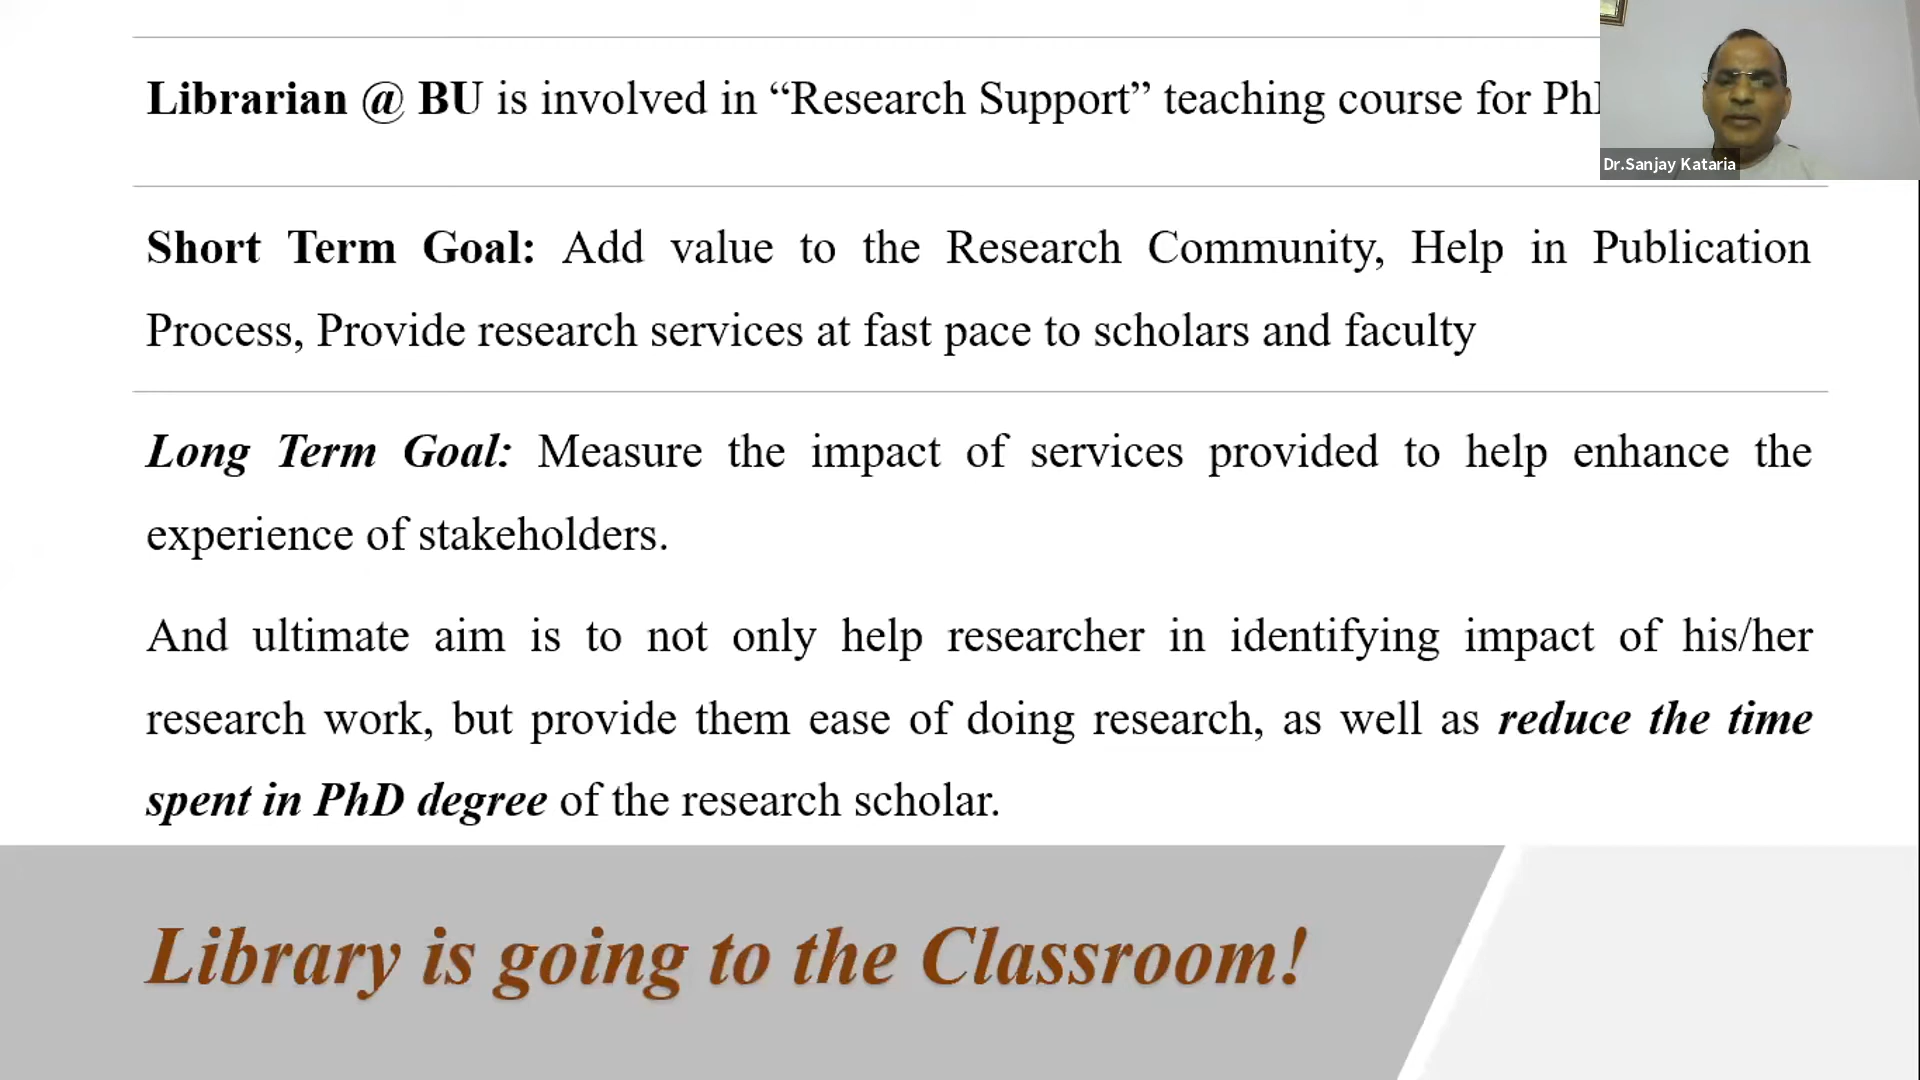 Librarian @ BU is involved in “Research Support” teaching course for
Dr.Sanjay Kataria
Short Term Goal: Add value to the Research Community, Help in Publication
Process, Provide research services at fast pace to scholars and faculty
Long Term Goal: Measure the impact of services provided to help enhance the
experience of stakeholders.
And ultimate aim is to not only help researcher in identifying impact of his/her
research work, but provide them ease of doing research, as well as reduce the time
spent in PhD degree of the research scholar.
Library is going to the Classroom!